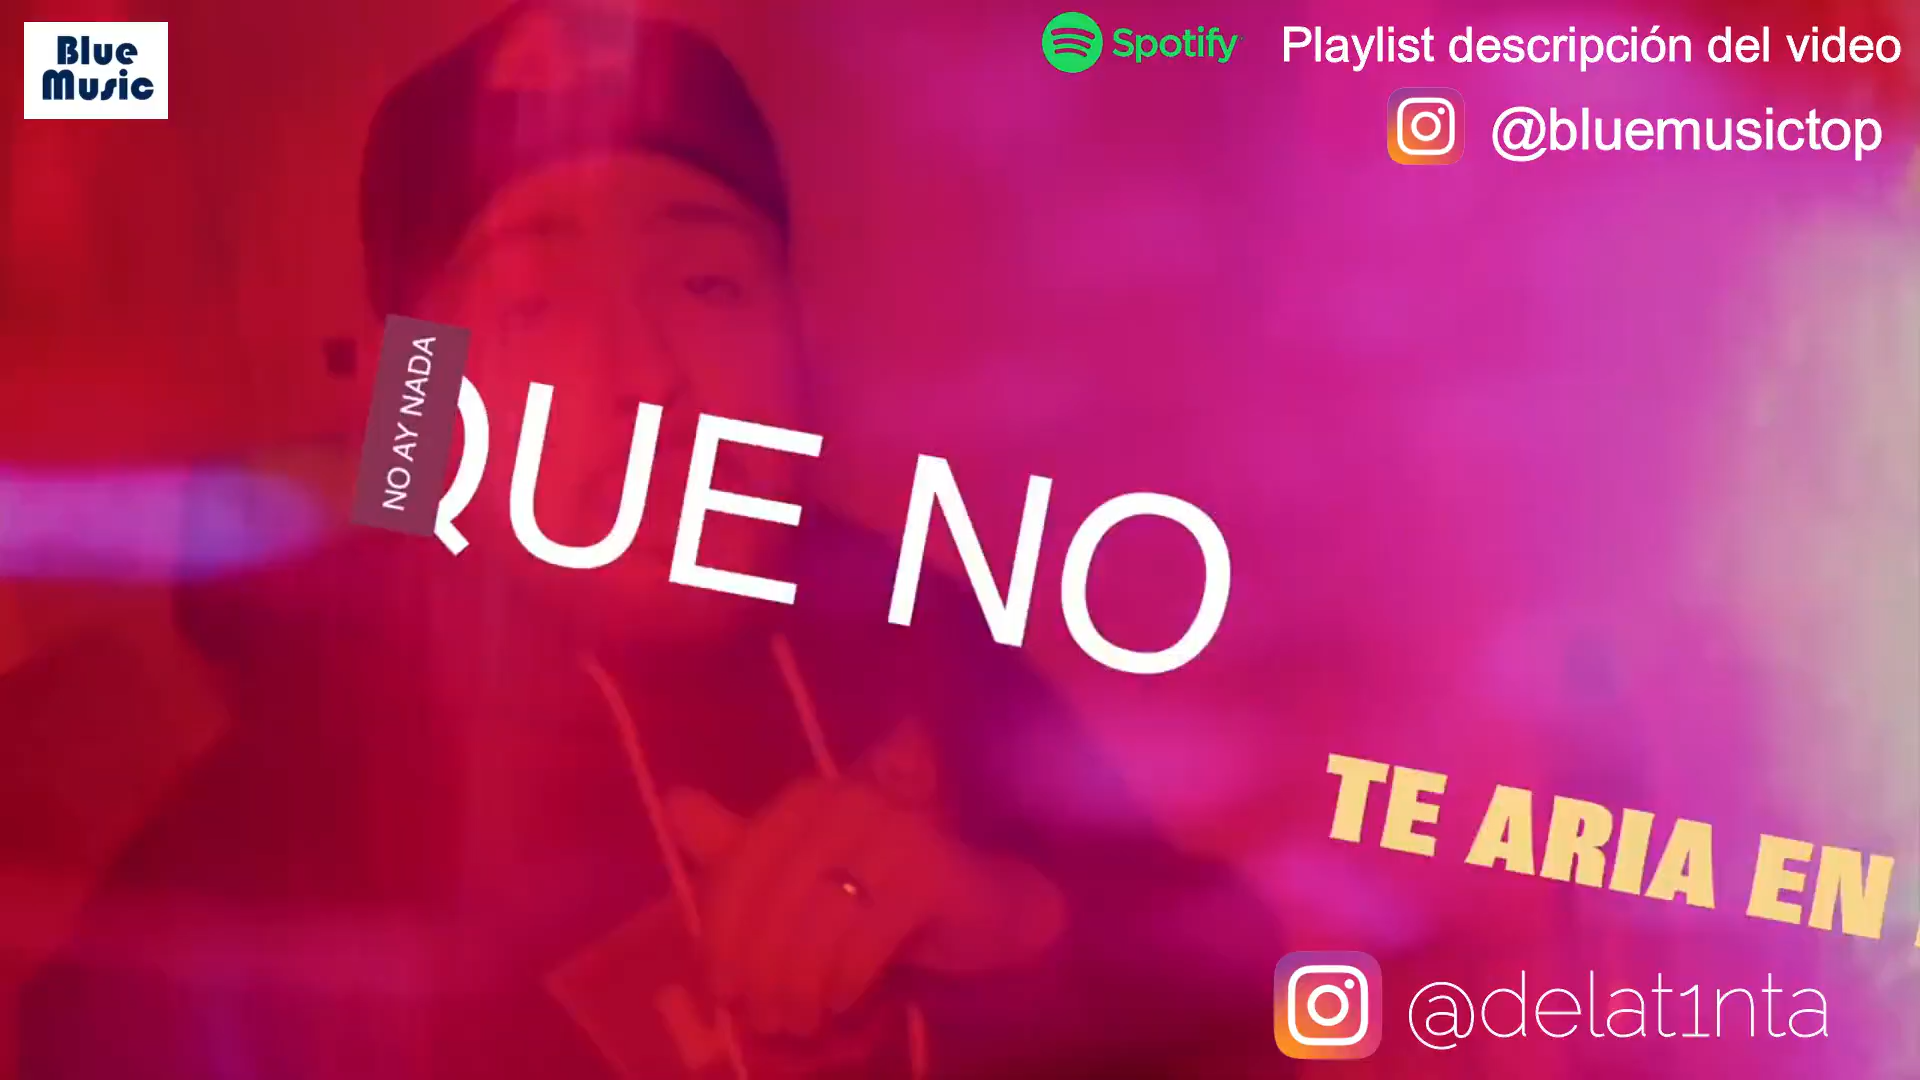 Blue
Music
Spotify
Playlist descripción del video
@bluemusictop
NO AY NADA
QUE NO
TE ARIA EN
@delat1nta